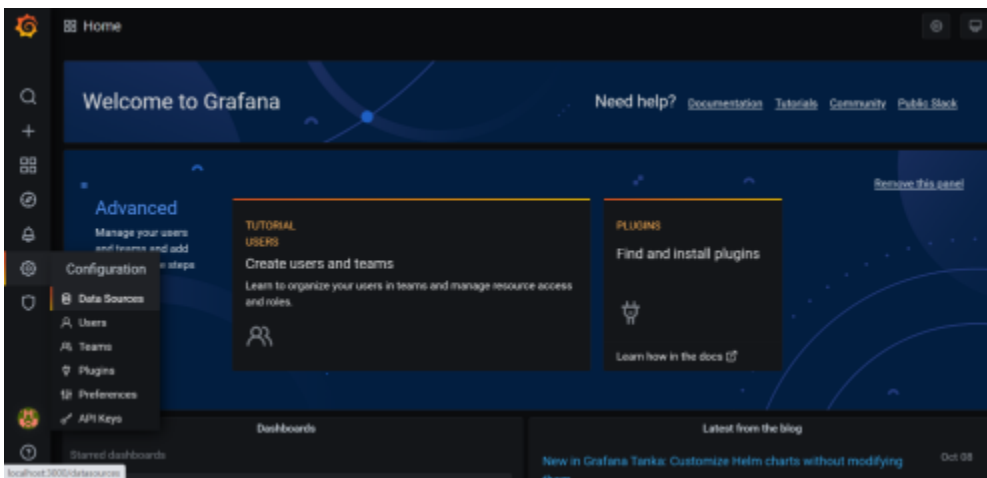 Home
Welcome to Grafana
Need help? Documentation Tutorials Community Public Slack
Remove this panel
Advanced
Manage your users
and teams and add
steps
TUTORIAL
USERS
Create users and teams
Learn to organize your users in teams and manage resource access
and roles.
PLUGINS
Find and install plugins
Learn how in the docs
Configuration
Data Sources
Users
Teams
Plugins
Preferences
API Keys
Dashboards
Starred dashboards
Latest from the blog
New in Grafana Tanka: Customize Helm charts without modifying
Oct 08
localhost:3000/datasources